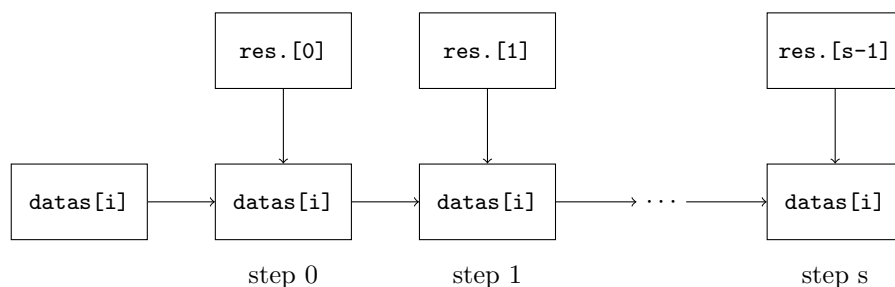 res.[0] res.[1] res.[s-1]
datas[i] datas[i] datas[i] ... datas[i]
step 0 step 1 step s